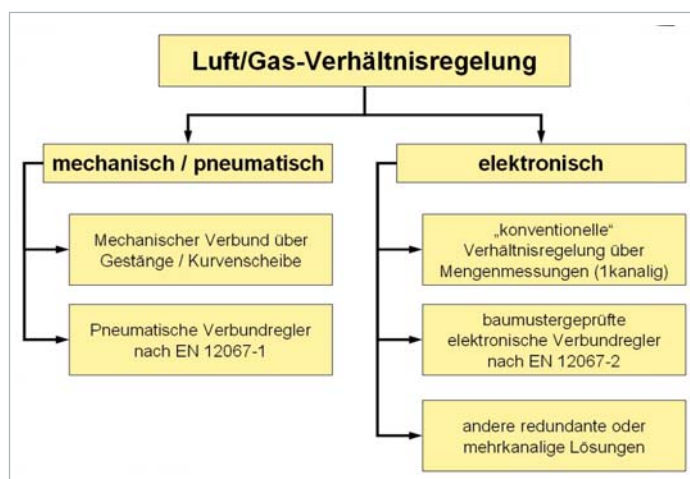 Luft/Gas-Verhältnisregelung
mechanisch / pneumatisch
Mechanischer Verbund über
Gestänge / Kurvenscheibe
Pneumatische Verbundregler
nach EN 12067-1
elektronisch
„konventionelle“
Verhältnisregelung über
Mengenmessungen (1kanalig)
baumustergeprüfte
elektronische Verbundregler
nach EN 12067-2
andere redundante oder
mehrkanalige Lösungen